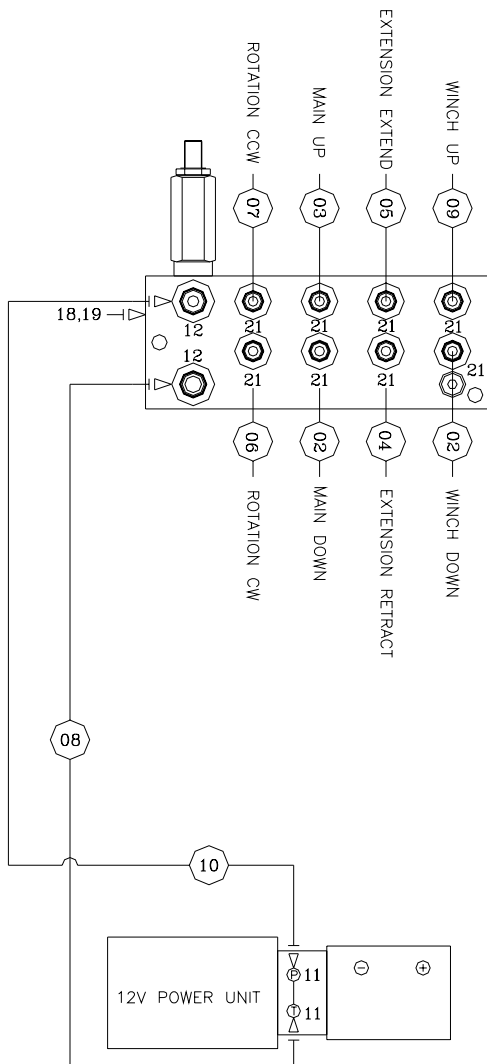 ROTATION CCW
MAIN UP
EXTENSION EXTEND
WINCH UP
07
03
05
09
18,19
12
21
21
21
21
12
21
21
21
21
06
02
04
02
ROTATION CW
MAIN DOWN
EXTENSION RETRACT
WINCH DOWN
08
10
12V POWER UNIT
P 11
T 11
- +